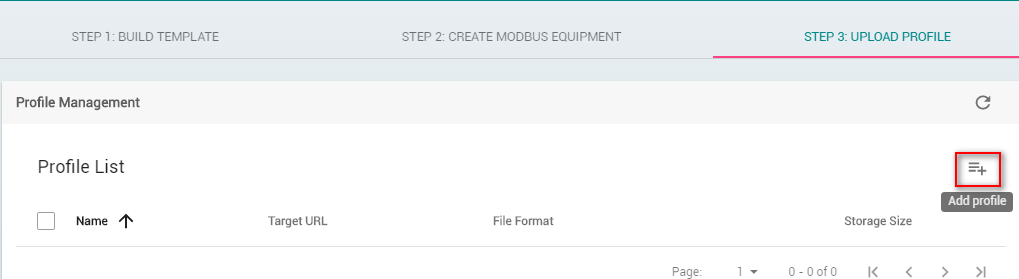 STEP 1: BUILD TEMPLATE STEP 2: CREATE MODBUS EQUIPMENT STEP 3: UPLOAD PROFILE
Profile Management
Profile List
Add profile
Name Target URL File Format Storage Size
Page: 1 0 - 0 of 0